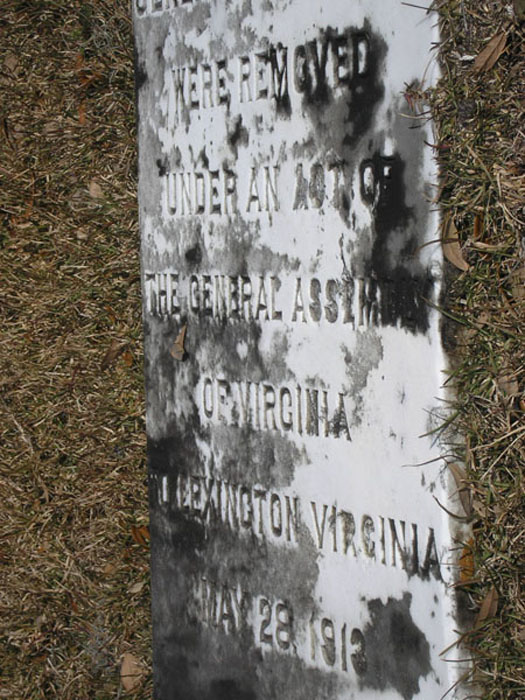 WERE REMOVED
UNDER AN ACT OF
THE GENERAL ASSEMBLY
OF VIRGINIA
TO LEXINGTON VIRGINIA
MAY 28, 1913